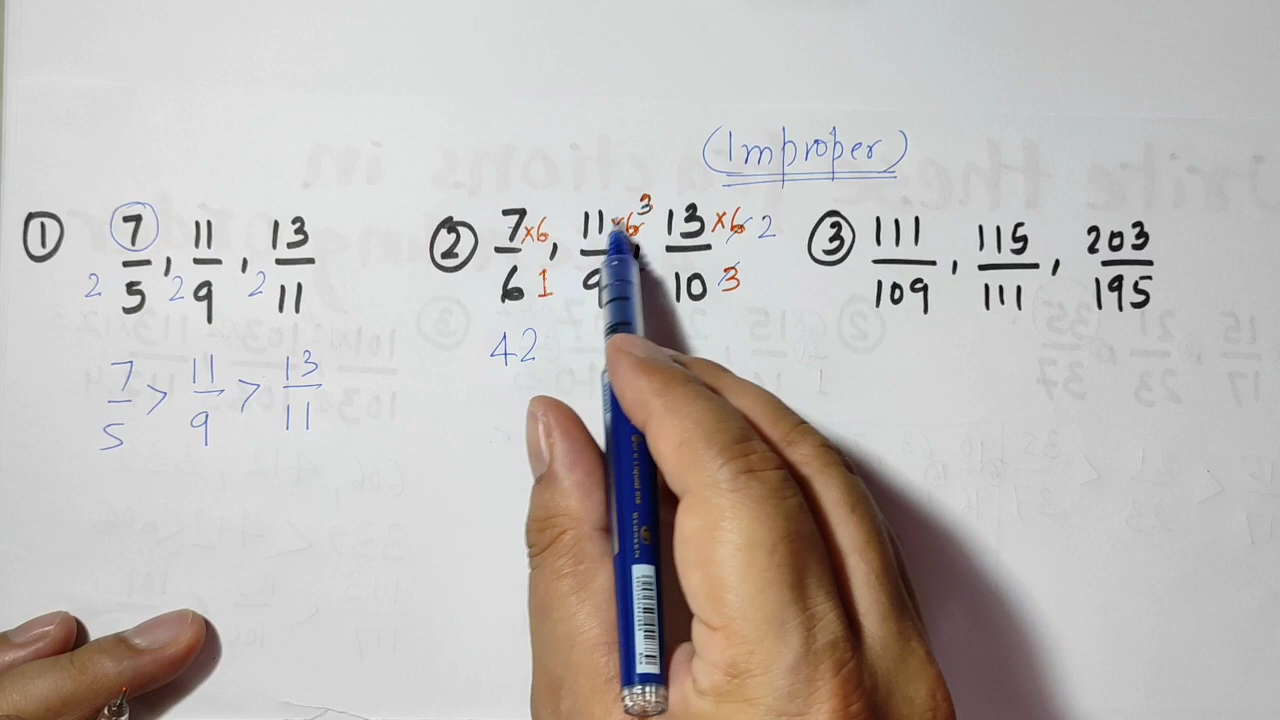 (Improper)
① 7/5, 11/9, 13/11
2 2 2
7/5 > 11/9 > 13/11
② 7/6, 11/9, 13/10
×6 ×6 3 ×6 2
1 3
42
③ 111/109, 115/111, 203/195